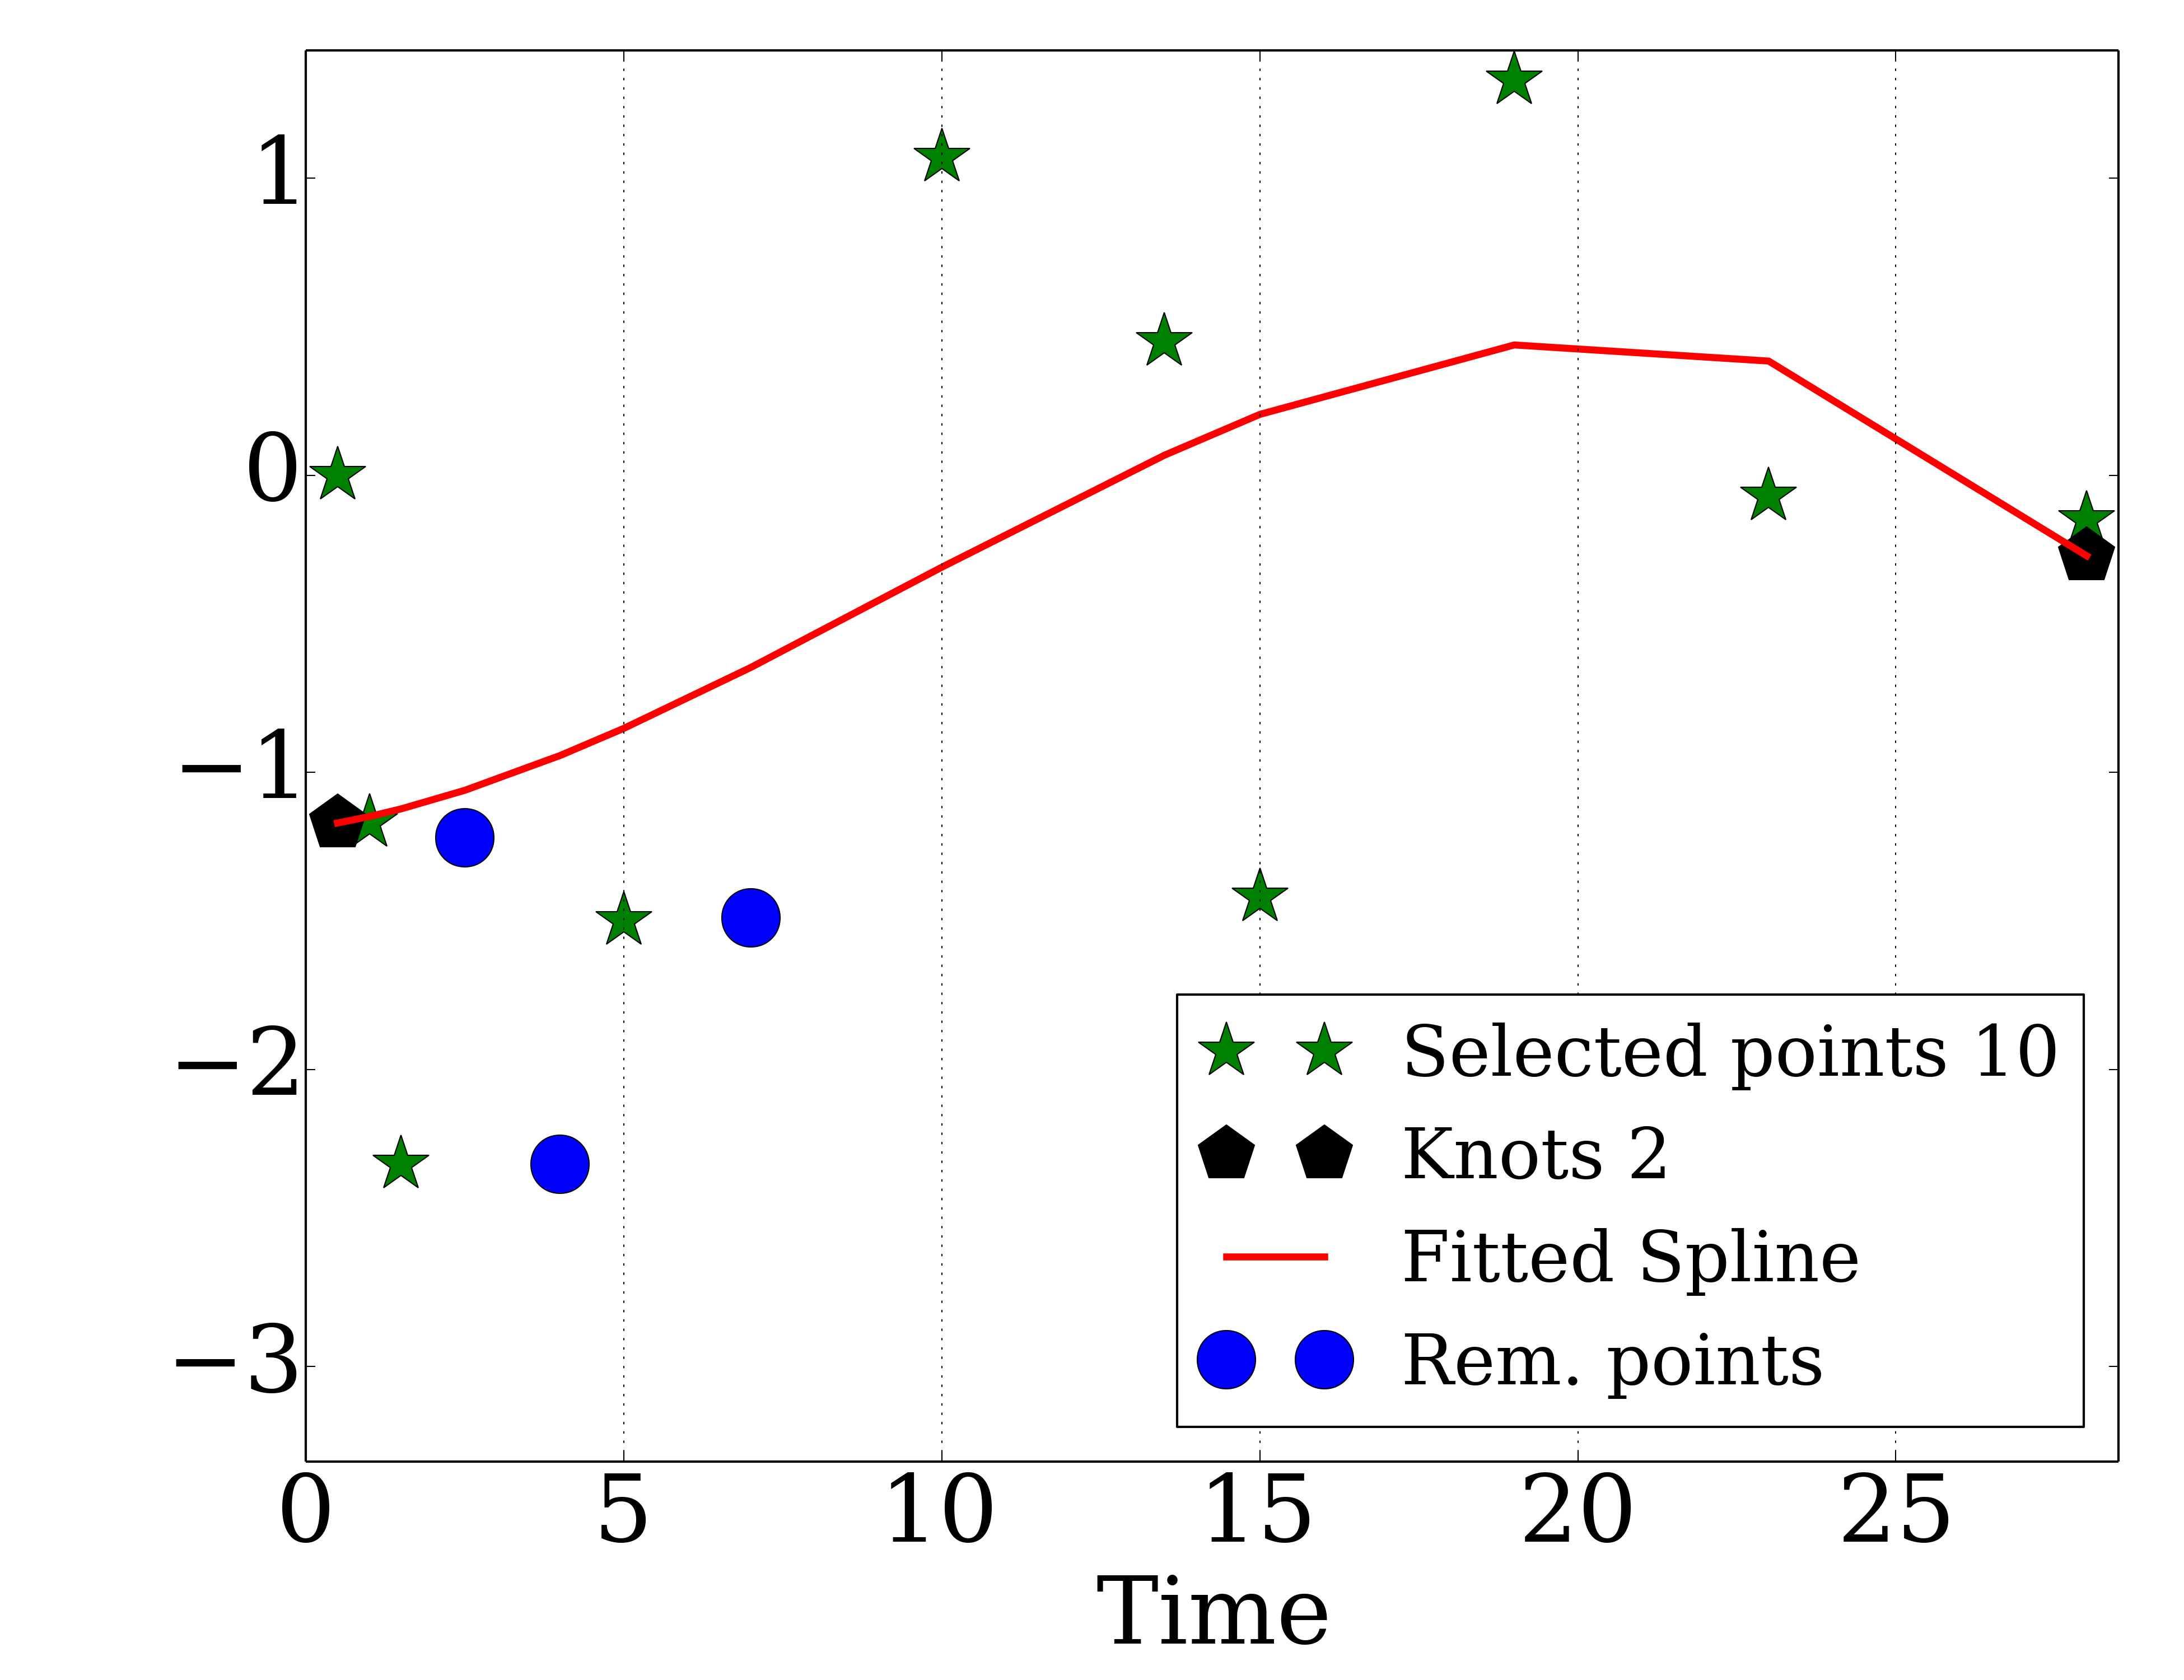 1
0
−1
−2
−3
0 5 10 15 20 25
Time
Selected points 10
Knots 2
Fitted Spline
Rem. points